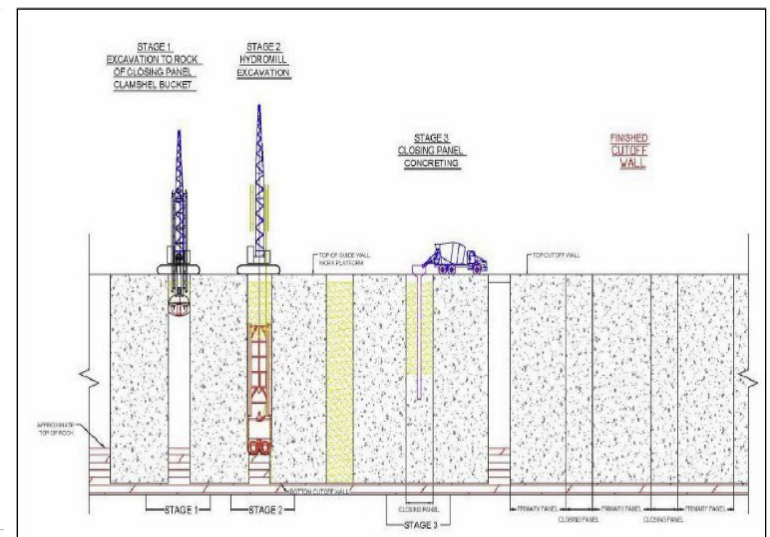 STAGE 1
EXCAVATION TO ROCK
OF CLOSING PANEL
CLAMSHEL BUCKET
STAGE 2
HYDROMILL
EXCAVATION
STAGE 3
CLOSING PANEL
CONCRETING
FINISHED
CUTOFF
WALL
TOP OF GUIDE WALL
WORK PLATFORM
TOP CUTOFF WALL
APPROXIMATE
TOP OF ROCK
BOTTOM CUTOFF WALL
STAGE 1
STAGE 2
CLOSING PANEL
STAGE 3
PRIMARY PANEL
CLOSING PANEL
PRIMARY PANEL
CLOSING PANEL
PRIMARY PANEL